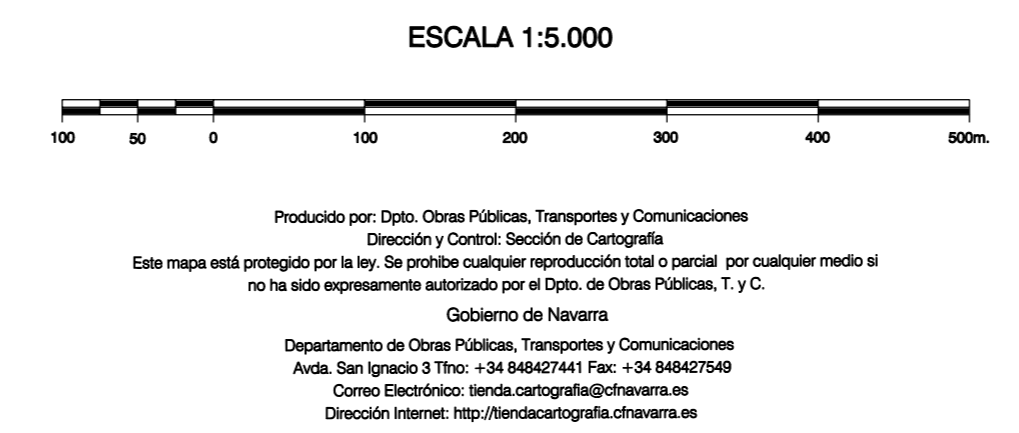 ESCALA 1:5.000
100 50 0 100 200 300 400 500m.
Producido por: Dpto. Obras Públicas, Transportes y Comunicaciones
Dirección y Control: Sección de Cartografía
Este mapa está protegido por la ley. Se prohibe cualquier reproducción total o parcial por cualquier medio si
no ha sido expresamente autorizado por el Dpto. de Obras Públicas, T. y C.
Gobierno de Navarra
Departamento de Obras Públicas, Transportes y Comunicaciones
Avda. San Ignacio 3 Tfno: +34 848427441 Fax: +34 848427549
Correo Electrónico: tienda.cartografia@cfnavarra.es
Dirección Internet: http://tiendacartografia.cfnavarra.es